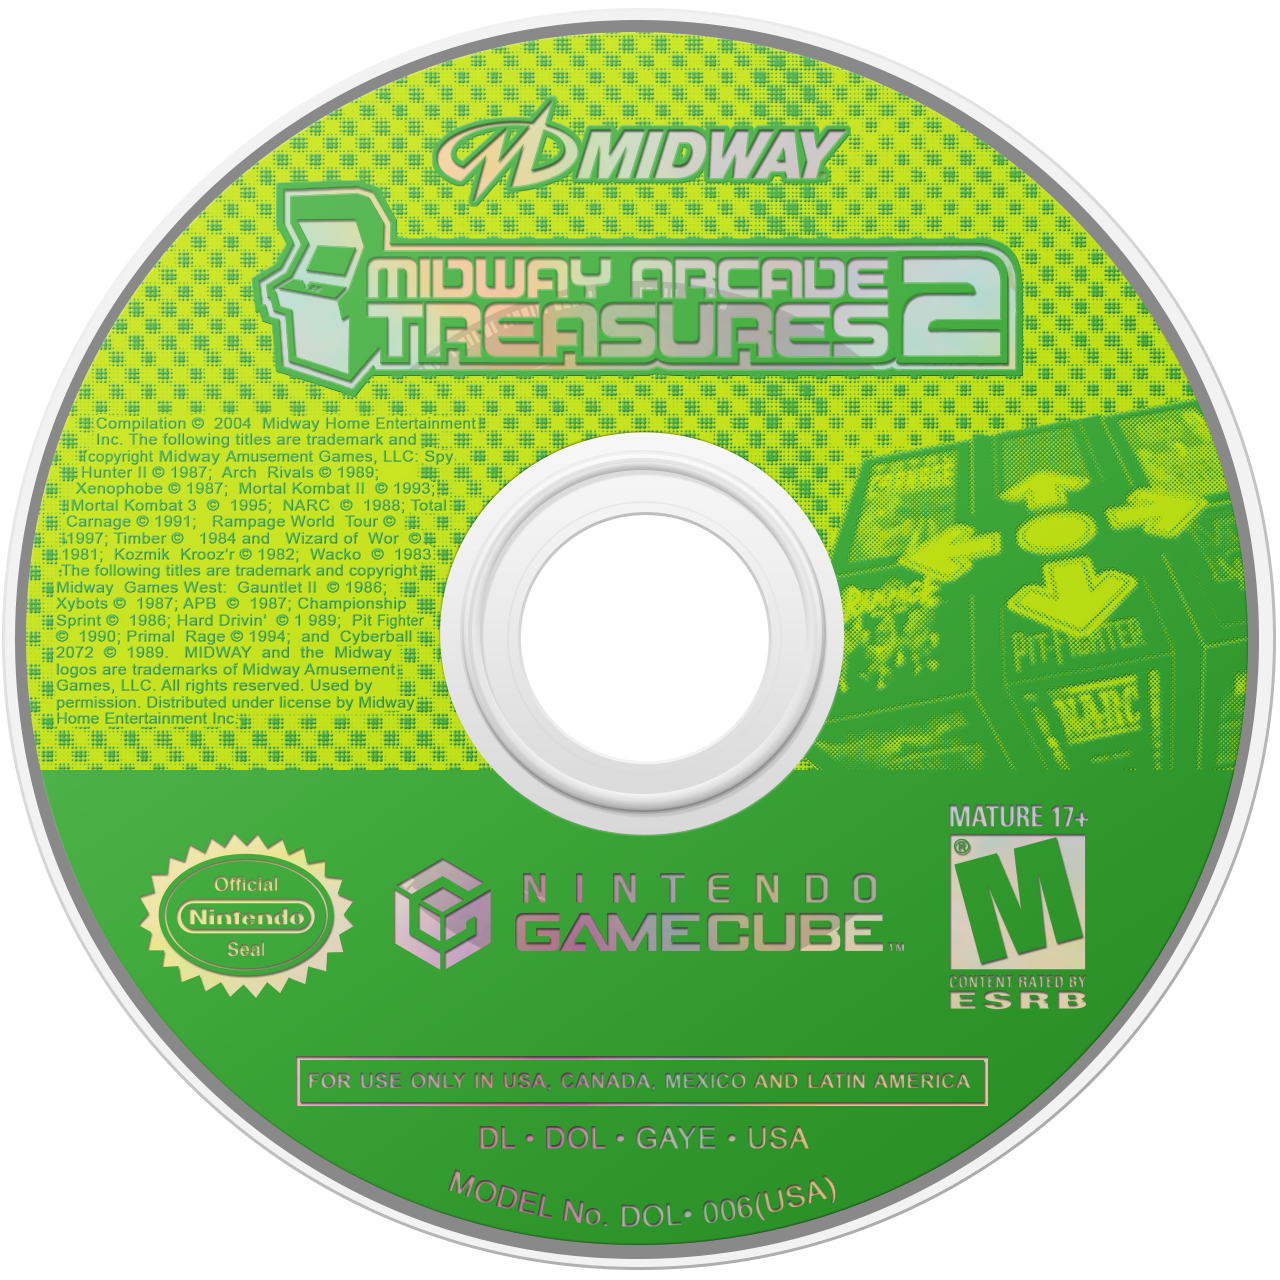 MIDWAY
MIDWAY ARCADE
TREASURES 2
Compilation © 2004 Midway Home Entertainment
Inc. The following titles are trademark and
copyright Midway Amusement Games, LLC: Spy
Hunter II © 1987; Arch Rivals © 1989;
Xenophobe © 1987; Mortal Kombat II © 1993;
Mortal Kombat 3 © 1995; NARC © 1988; Total
Carnage © 1991; Rampage World Tour ©
1997; Timber © 1984 and Wizard of Wor ©
1981; Kozmik Krooz'r © 1982; Wacko © 1983
The following titles are trademark and copyright
Midway Games West: Gauntlet II © 1986;
Xybots © 1987; APB © 1987; Championship
Sprint © 1986; Hard Drivin' © 1 989; Pit Fighter
© 1990; Primal Rage © 1994; and Cyberball
2072 © 1989. MIDWAY and the Midway
logos are trademarks of Midway Amusement
Games, LLC. All rights reserved. Used by
permission. Distributed under license by Midway
Home Entertainment Inc.
PIT-FIGHTER
NARC
MATURE 17+
M
®
CONTENT RATED BY
ESRB
Official
Nintendo
Seal
NINTENDO
GAMECUBE™
FOR USE ONLY IN USA, CANADA, MEXICO AND LATIN AMERICA
DL • DOL • GAYE • USA
MODEL No. DOL• 006(USA)